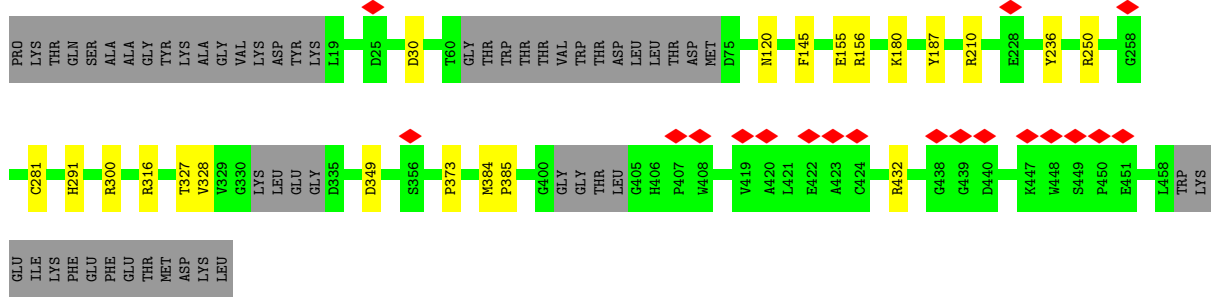 PRO LYS THR GLN SER ALA ALA GLY TYR LYS ALA GLY VAL LYS ASP TYR LYS L19 D25 D30 T60 GLY THR TRP THR THR VAL TRP THR ASP LEU LEU THR ASP MET D75 N120 F145 E155 R156 K180 Y187 R210 E228 Y236 R250 G258
C281 H291 R300 R316 T327 V328 V329 G330 LYS LEU GLU GLY D335 D349 S356 P373 M384 P385 G400 GLY GLY THR LEU G405 H406 P407 W408 V419 A420 L421 E422 A423 C424 R432 G438 G439 D440 K447 W448 S449 P450 E451 L458 TRP LYS
GLU ILE LYS PHE GLU PHE GLU THR MET ASP LYS LEU